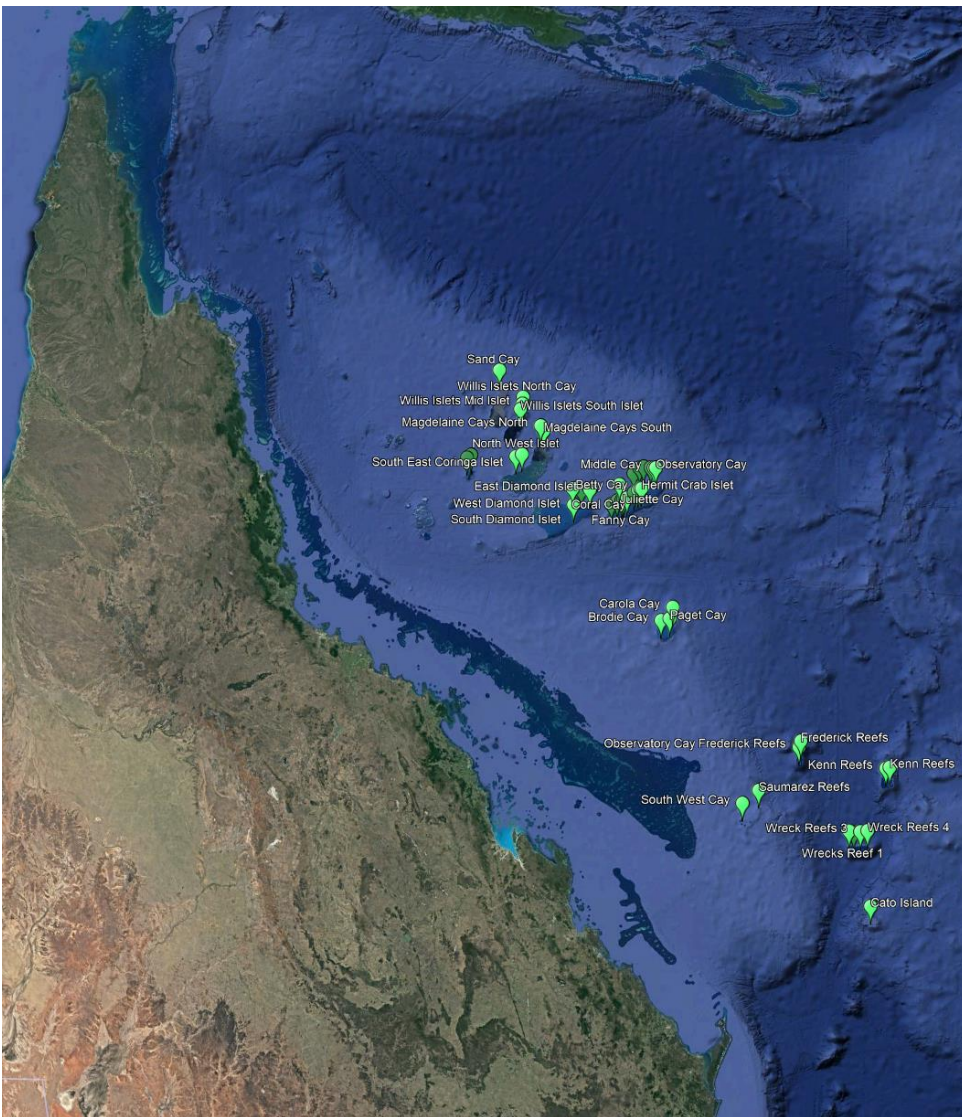 Sand Cay
Willis Islets North Cay
Willis Islets Mid Islet
Willis Islets South Islet
Magdelaine Cays North
Magdelaine Cays South
North West Islet
South East Coringa Islet
Middle Cay
Observatory Cay
East Diamond Islet
Betty Cay
Hermit Crab Islet
West Diamond Islet
Coral Cay
Juliette Cay
South Diamond Islet
Fanny Cay
Carola Cay
Brodie Cay
Paget Cay
Frederick Reefs
Observatory Cay Frederick Reefs
Kenn Reefs
Kenn Reefs
Saumarez Reefs
South West Cay
Wreck Reefs 3
Wreck Reefs 4
Wrecks Reef 1
Cato Island